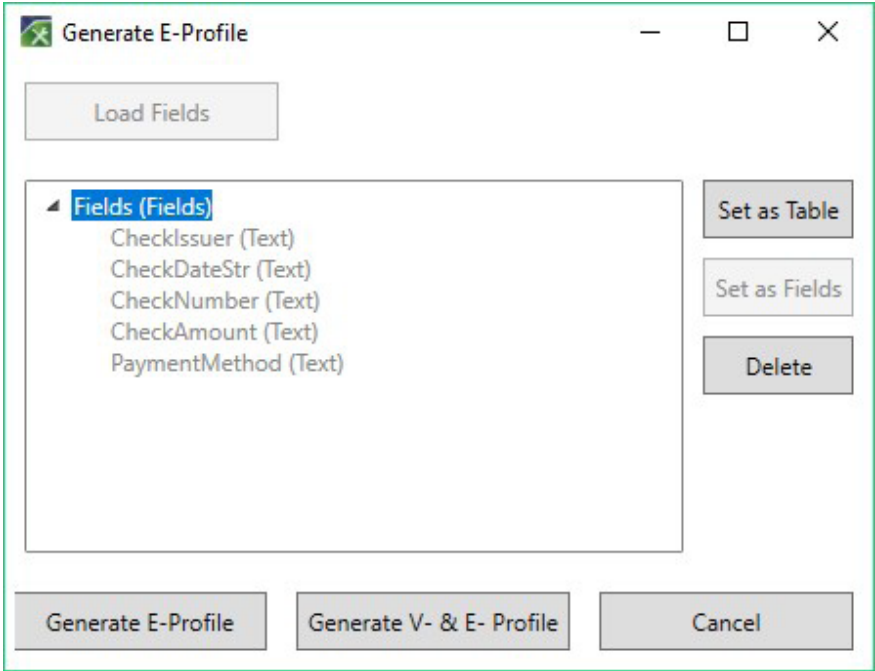 Generate E-Profile
Load Fields
Fields (Fields)
CheckIssuer (Text)
CheckDateStr (Text)
CheckNumber (Text)
CheckAmount (Text)
PaymentMethod (Text)
Set as Table
Set as Fields
Delete
Generate E-Profile
Generate V- & E- Profile
Cancel